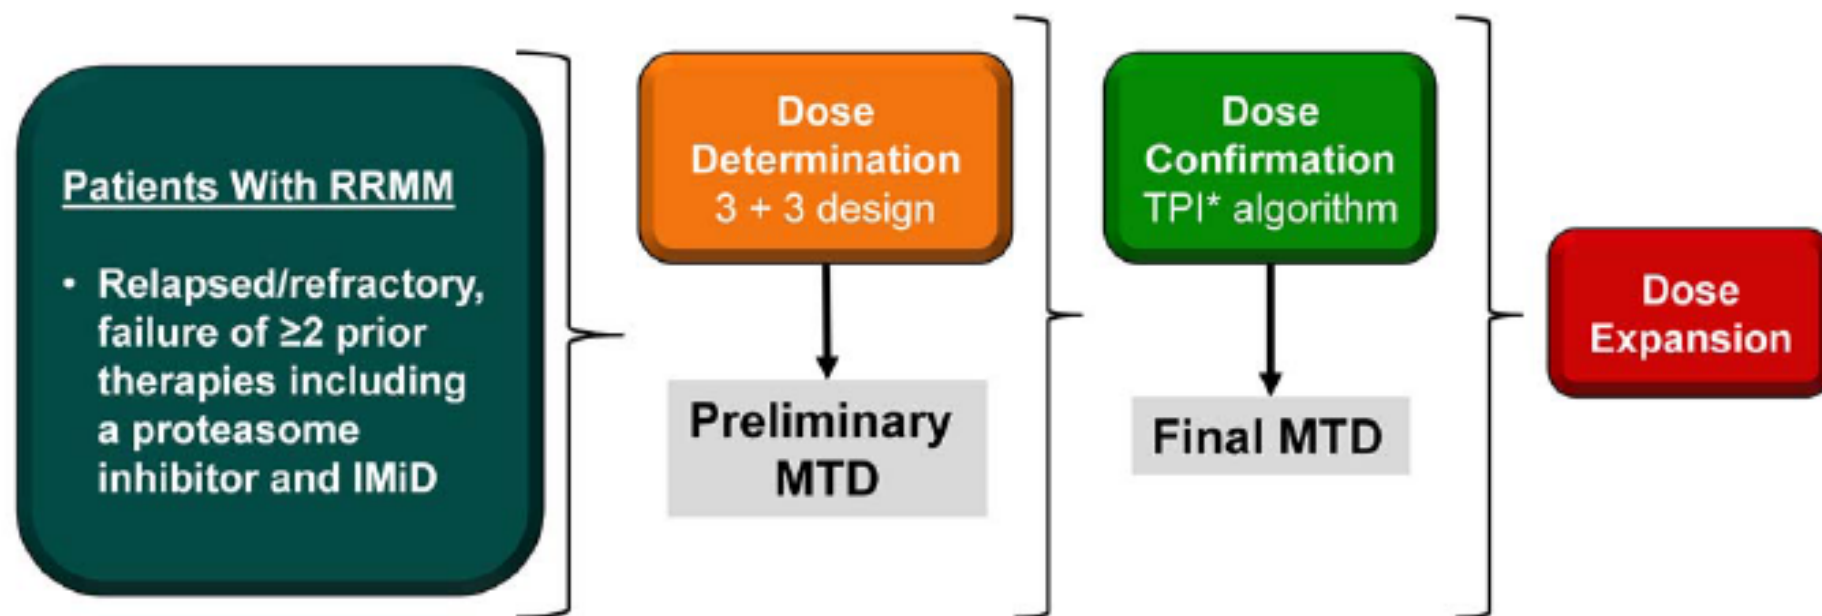 Patients With RRMM
• Relapsed/refractory,
failure of ≥2 prior
therapies including
a proteasome
inhibitor and IMiD
Dose
Determination
3 + 3 design
Preliminary
MTD
Dose
Confirmation
TPI* algorithm
Final MTD
Dose
Expansion